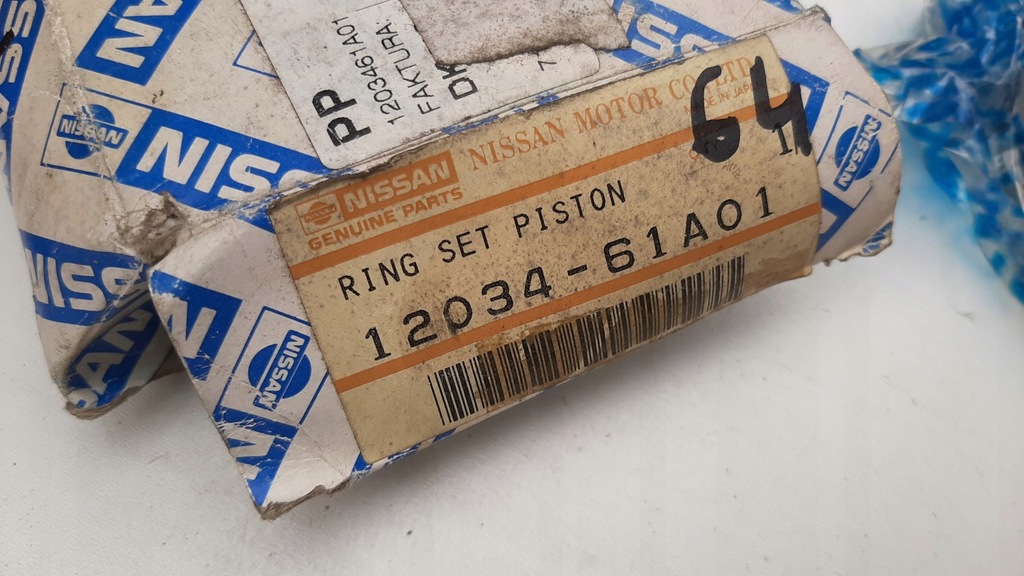 PP
1203461A01
FAKTURA:
NISSAN
NISSAN
NISSAN MOTOR CO., LTD.
MADE IN JAPAN
64
NISSAN
GENUINE PARTS
RING SET PISTON
12034-61A01
NISSAN
NISSAN